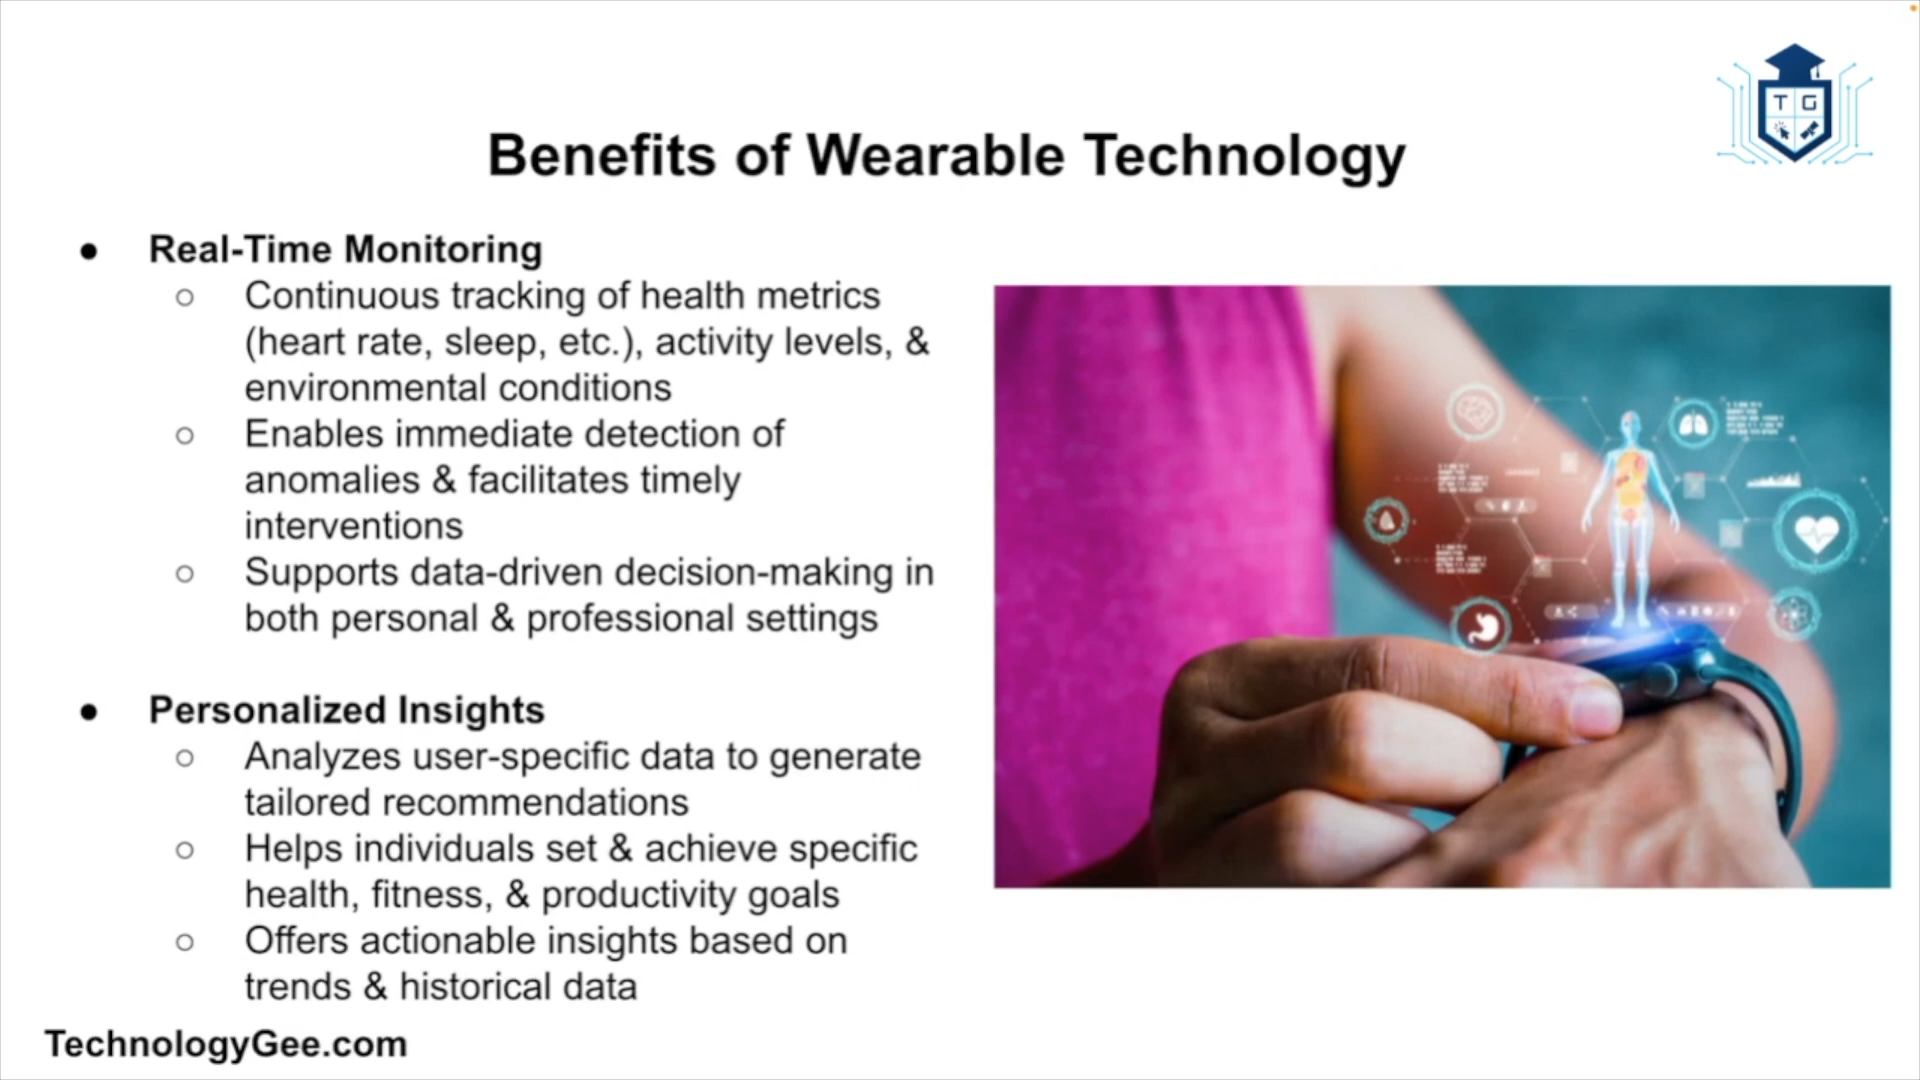 T G
Benefits of Wearable Technology
● Real-Time Monitoring
○ Continuous tracking of health metrics
(heart rate, sleep, etc.), activity levels, &
environmental conditions
○ Enables immediate detection of
anomalies & facilitates timely
interventions
○ Supports data-driven decision-making in
both personal & professional settings
● Personalized Insights
○ Analyzes user-specific data to generate
tailored recommendations
○ Helps individuals set & achieve specific
health, fitness, & productivity goals
○ Offers actionable insights based on
trends & historical data
TechnologyGee.com